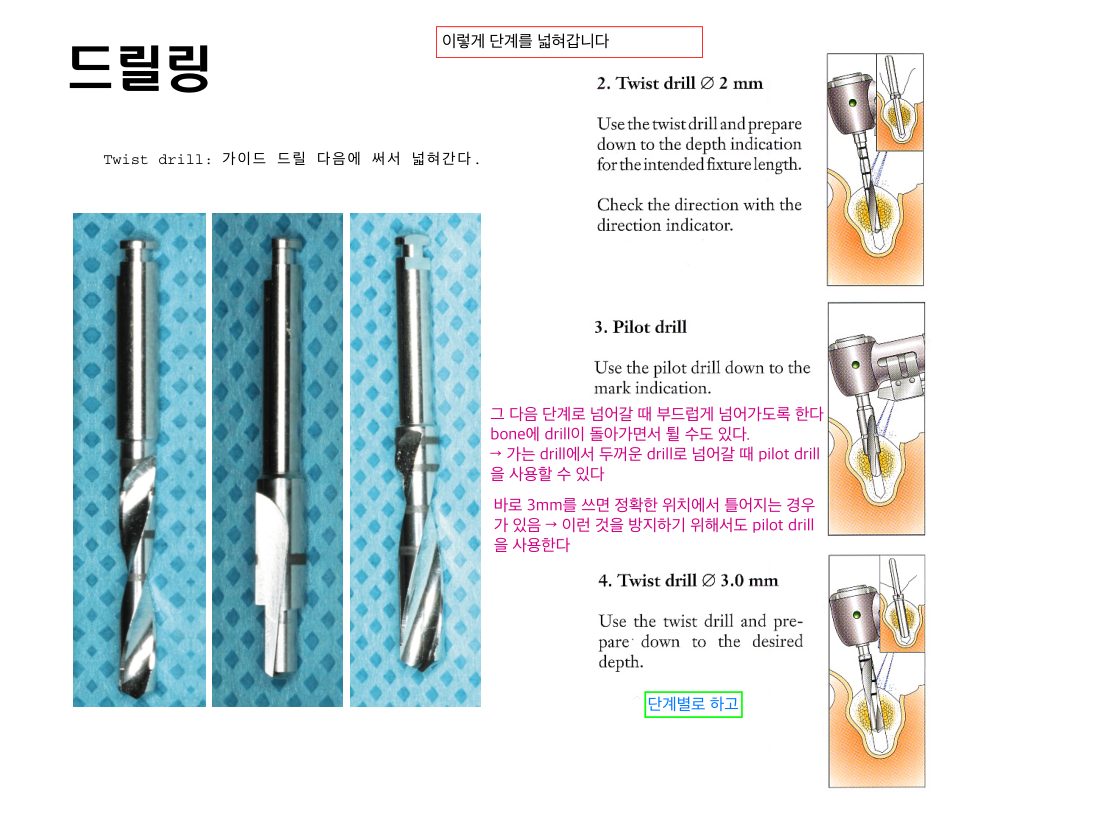 이렇게 단계를 넓혀갑니다
드릴링
Twist drill: 가이드 드릴 다음에 써서 넓혀간다.
2. Twist drill ∅ 2 mm
Use the twist drill and prepare
down to the depth indication
for the intended fixture length.
Check the direction with the
direction indicator.
3. Pilot drill
Use the pilot drill down to the
mark indication.
그 다음 단계로 넘어갈 때 부드럽게 넘어가도록 한다
bone에 drill이 돌아가면서 튈 수도 있다.
→ 가는 drill에서 두꺼운 drill로 넘어갈 때 pilot drill
을 사용할 수 있다
바로 3mm를 쓰면 정확한 위치에서 틀어지는 경우
가 있음 → 이런 것을 방지하기 위해서도 pilot drill
을 사용한다
4. Twist drill ∅ 3.0 mm
Use the twist drill and pre-
pare down to the desired
depth.
단계별로 하고